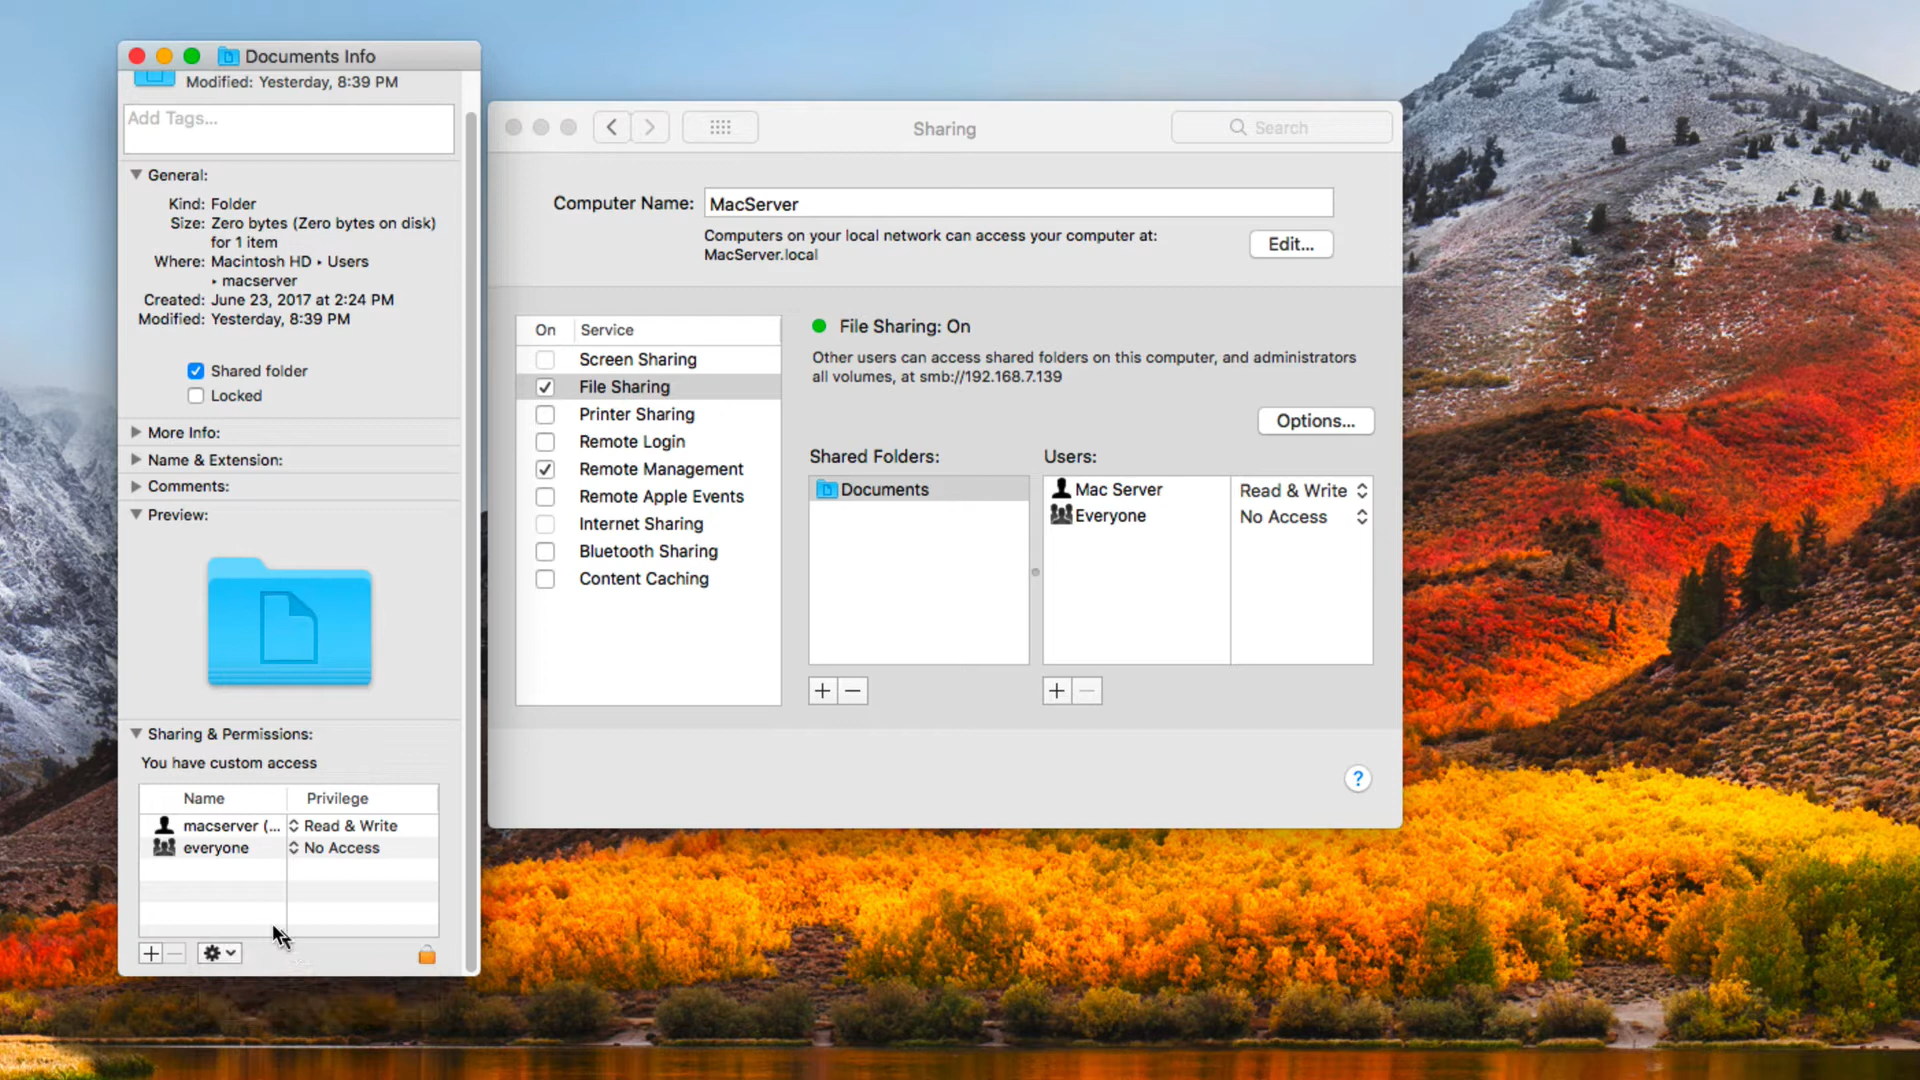 Documents Info
Modified: Yesterday, 8:39 PM
Add Tags...
General:
Kind: Folder
Size: Zero bytes (Zero bytes on disk)
for 1 item
Where: Macintosh HD ▸ Users
▸ macserver
Created: June 23, 2017 at 2:24 PM
Modified: Yesterday, 8:39 PM
Shared folder
Locked
More Info:
Name & Extension:
Comments:
Preview:
Sharing & Permissions:
You have custom access
Name Privilege
macserver (... Read & Write
everyone No Access
Sharing
Search
Computer Name: MacServer
Computers on your local network can access your computer at:
MacServer.local
Edit...
On Service
Screen Sharing
File Sharing
Printer Sharing
Remote Login
Remote Management
Remote Apple Events
Internet Sharing
Bluetooth Sharing
Content Caching
File Sharing: On
Other users can access shared folders on this computer, and administrators
all volumes, at smb://192.168.7.139
Options...
Shared Folders:
Documents
Users:
Mac Server Read & Write
Everyone No Access
?